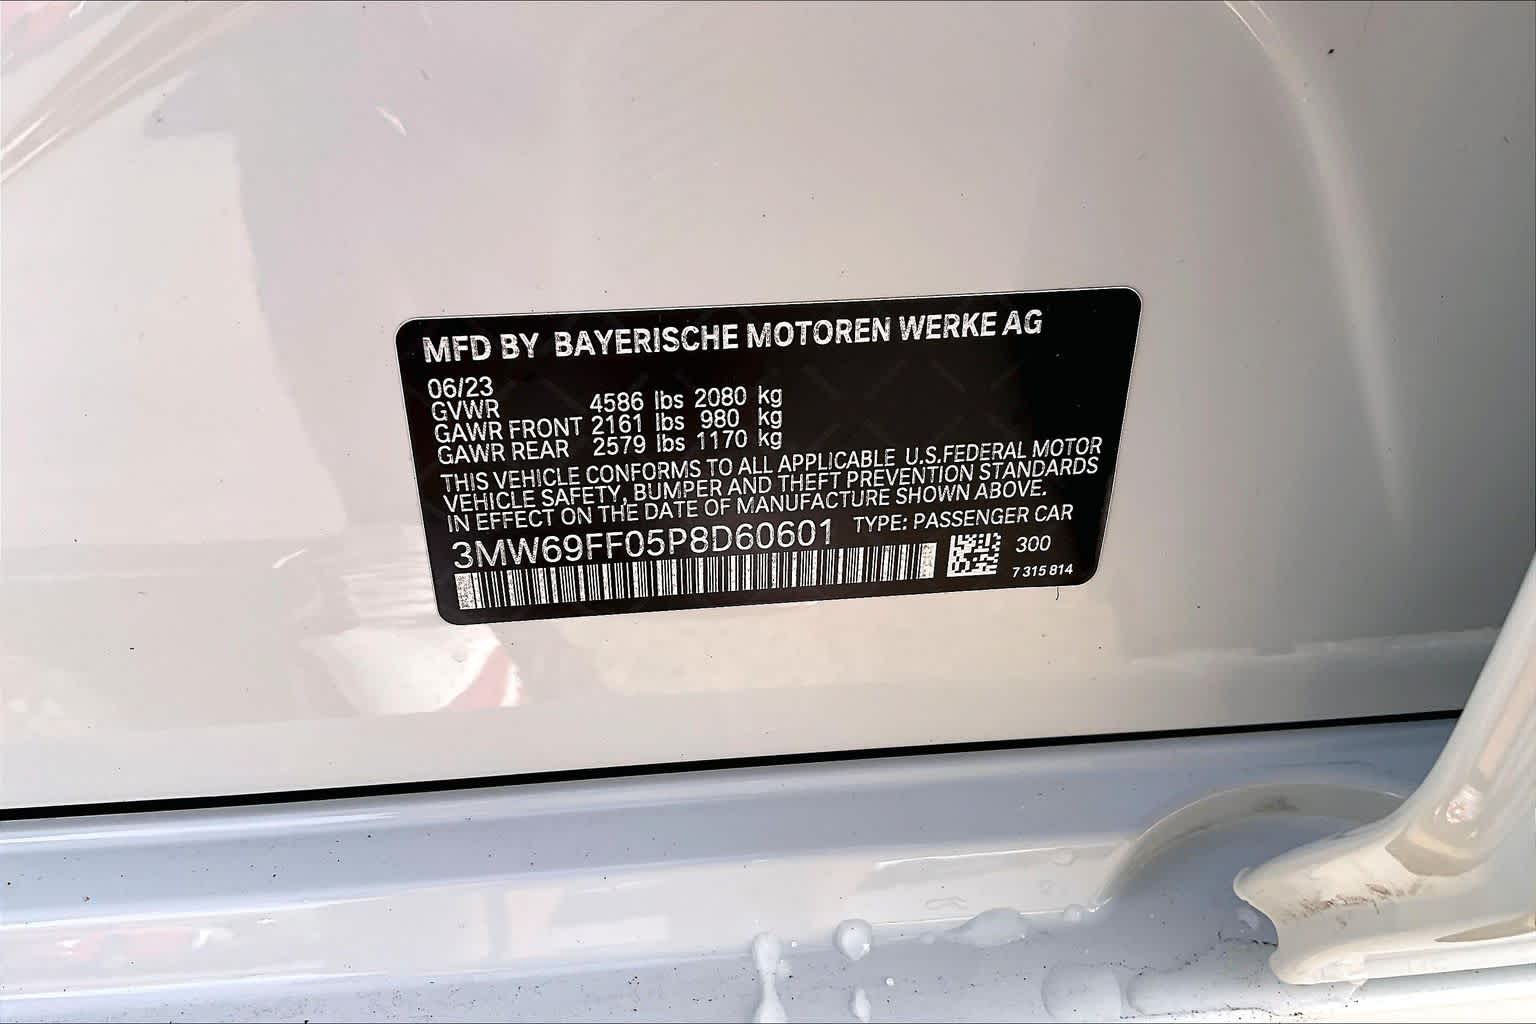 MFD BY BAYERISCHE MOTOREN WERKE AG
06/23
GVWR 4586 lbs 2080 kg
GAWR FRONT 2161 lbs 980 kg
GAWR REAR 2579 lbs 1170 kg
THIS VEHICLE CONFORMS TO ALL APPLICABLE U.S.FEDERAL MOTOR
VEHICLE SAFETY, BUMPER AND THEFT PREVENTION STANDARDS
IN EFFECT ON THE DATE OF MANUFACTURE SHOWN ABOVE.
3MW69FF05P8D60601 TYPE: PASSENGER CAR
300
7 315 814